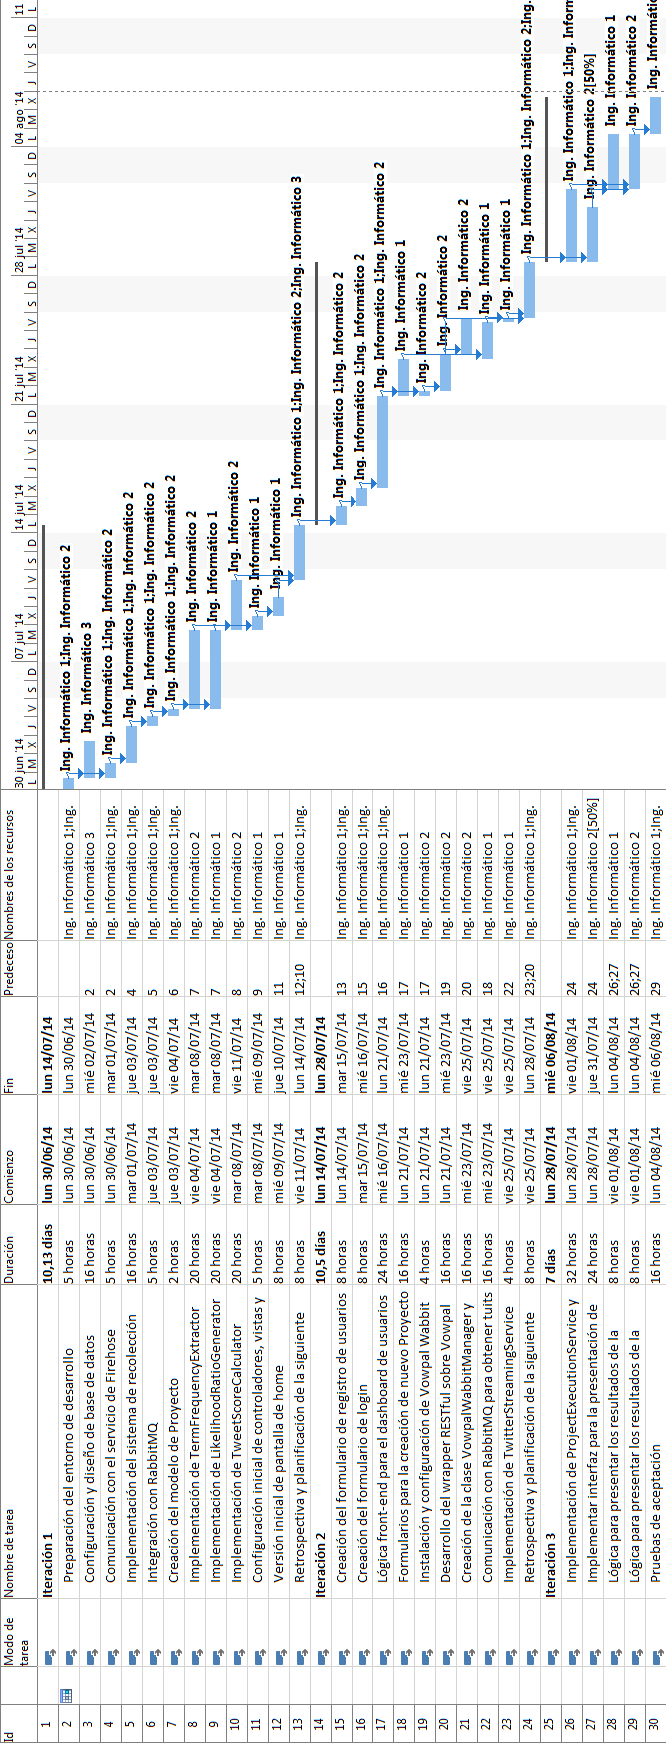 Id Modo de tarea Nombre de tarea Duración Comienzo Fin Predeceso Nombres de los recursos
30 jun '14 07 jul '14 14 jul '14 21 jul '14 28 jul '14 04 ago '14 11
L M X J V S D L M X J V S D L M X J V S D L M X J V S D L M X J V S D L M X J V S D L
1 Iteración 1 10,13 días lun 30/06/14 lun 14/07/14
2 Preparación del entorno de desarrollo 5 horas lun 30/06/14 lun 30/06/14 Ing. Informático 1;Ing. Ing. Informático 1;Ing. Informático 2
3 Configuración y diseño de base de datos 16 horas lun 30/06/14 mié 02/07/14 2 Ing. Informático 3 Ing. Informático 3
4 Comunicación con el servicio de Firehose 5 horas lun 30/06/14 mar 01/07/14 2 Ing. Informático 1;Ing. Ing. Informático 1;Ing. Informático 2
5 Implementación del sistema de recolección 16 horas mar 01/07/14 jue 03/07/14 4 Ing. Informático 1;Ing. Ing. Informático 1;Ing. Informático 2
6 Integración con RabbitMQ 5 horas jue 03/07/14 jue 03/07/14 5 Ing. Informático 1;Ing. Ing. Informático 1;Ing. Informático 2
7 Creación del modelo de Proyecto 2 horas jue 03/07/14 vie 04/07/14 6 Ing. Informático 1;Ing. Ing. Informático 1;Ing. Informático 2
8 Implementación de TermFrequencyExtractor 20 horas vie 04/07/14 mar 08/07/14 7 Ing. Informático 2 Ing. Informático 2
9 Implementación de LikelihoodRatioGenerator 20 horas vie 04/07/14 mar 08/07/14 7 Ing. Informático 1 Ing. Informático 1
10 Implementación de TweetScoreCalculator 20 horas mar 08/07/14 vie 11/07/14 8 Ing. Informático 2 Ing. Informático 2
11 Configuración inicial de controladores, vistas y 5 horas mar 08/07/14 mié 09/07/14 9 Ing. Informático 1 Ing. Informático 1
12 Versión inicial de pantalla de home 8 horas mié 09/07/14 jue 10/07/14 11 Ing. Informático 1 Ing. Informático 1
13 Retrospectiva y planificación de la siguiente 8 horas vie 11/07/14 lun 14/07/14 12;10 Ing. Informático 1;Ing. Ing. Informático 1;Ing. Informático 2;Ing. Informático 3
14 Iteración 2 10,5 días lun 14/07/14 lun 28/07/14
15 Creación del formulario de registro de usuarios 8 horas lun 14/07/14 mar 15/07/14 13 Ing. Informático 1;Ing. Ing. Informático 1;Ing. Informático 2
16 Creación del formulario de login 8 horas mar 15/07/14 mié 16/07/14 15 Ing. Informático 1;Ing. Ing. Informático 1;Ing. Informático 2
17 Lógica front-end para el dashboard de usuarios 24 horas mié 16/07/14 lun 21/07/14 16 Ing. Informático 1;Ing. Ing. Informático 1;Ing. Informático 2
18 Formularios para la creación de nuevo Proyecto 16 horas lun 21/07/14 mié 23/07/14 17 Ing. Informático 1 Ing. Informático 1
19 Instalación y configuración de Vowpal Wabbit 4 horas lun 21/07/14 lun 21/07/14 17 Ing. Informático 2 Ing. Informático 2
20 Desarrollo del wrapper RESTful sobre Vowpal 16 horas lun 21/07/14 mié 23/07/14 19 Ing. Informático 2 Ing. Informático 2
21 Creación de la clase VowpalWabbitManager y 16 horas mié 23/07/14 vie 25/07/14 20 Ing. Informático 2 Ing. Informático 2
22 Comunicación con RabbitMQ para obtener tuits 16 horas mié 23/07/14 vie 25/07/14 18 Ing. Informático 1 Ing. Informático 1
23 Implementación de TwitterStreamingService 4 horas vie 25/07/14 vie 25/07/14 22 Ing. Informático 1 Ing. Informático 1
24 Retrospectiva y planificación de la siguiente 8 horas vie 25/07/14 lun 28/07/14 23;20 Ing. Informático 1;Ing. Ing. Informático 1;Ing. Informático 2;Ing.
25 Iteración 3 7 días lun 28/07/14 mié 06/08/14
26 Implementación de ProjectExecutionService y 32 horas lun 28/07/14 vie 01/08/14 24 Ing. Informático 1;Ing. Ing. Informático 1;Ing. Inform
27 Implementar interfaz para la presentación de 24 horas lun 28/07/14 jue 31/07/14 24 Ing. Informático 2[50%] Ing. Informático 2[50%]
28 Lógica para presentar los resultados de la 8 horas vie 01/08/14 lun 04/08/14 26;27 Ing. Informático 1 Ing. Informático 1
29 Lógica para presentar los resultados de la 8 horas vie 01/08/14 lun 04/08/14 26;27 Ing. Informático 2 Ing. Informático 2
30 Pruebas de aceptación 16 horas lun 04/08/14 mié 06/08/14 29 Ing. Informático 1;Ing. Ing. Informático